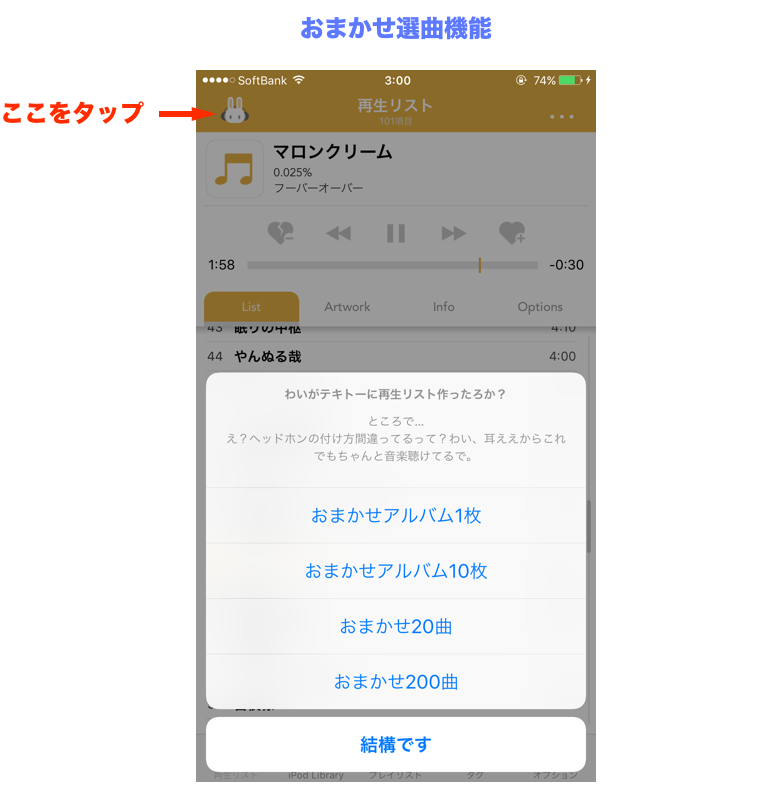 おまかせ選曲機能
SoftBank 3:00 74%
ここをタップ
再生リスト
101項目
マロンクリーム
0.025%
フーバーオーバー
1:58 -0:30
List Artwork Info Options
43 眠りの中枢 4:10
44 やんぬる哉 4:00
わいがテキトーに再生リスト作ったろか？
ところで...
え？ヘッドホンの付け方間違ってるって？わい、耳ええからこれ
でもちゃんと音楽聴けてるで。
おまかせアルバム1枚
おまかせアルバム10枚
おまかせ20曲
おまかせ200曲
結構です
再生リスト iPod Library プレイリスト タグ オプション